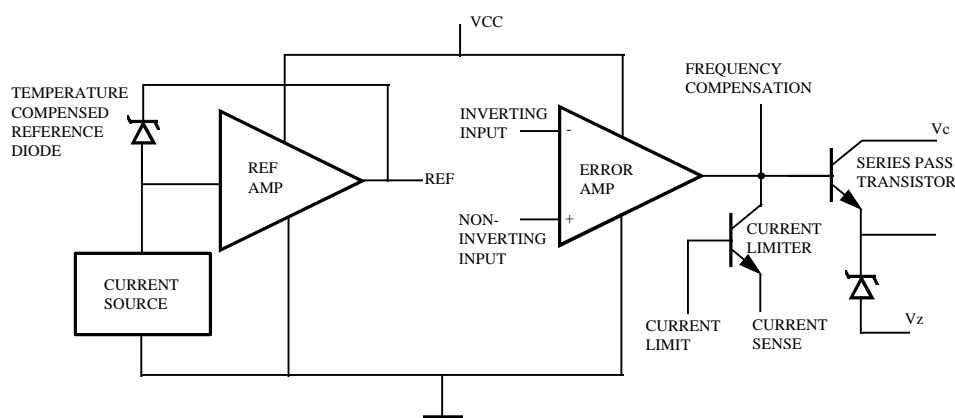 VCC
TEMPERATURE
COMPENSED
REFERENCE
DIODE
FREQUENCY
COMPENSATION
INVERTING
INPUT
-
Vc
REF
AMP
REF
ERROR
AMP
SERIES PASS
TRANSISTOR
NON-
INVERTING
INPUT
+
CURRENT
LIMITER
CURRENT
SOURCE
CURRENT
LIMIT
CURRENT
SENSE
Vz